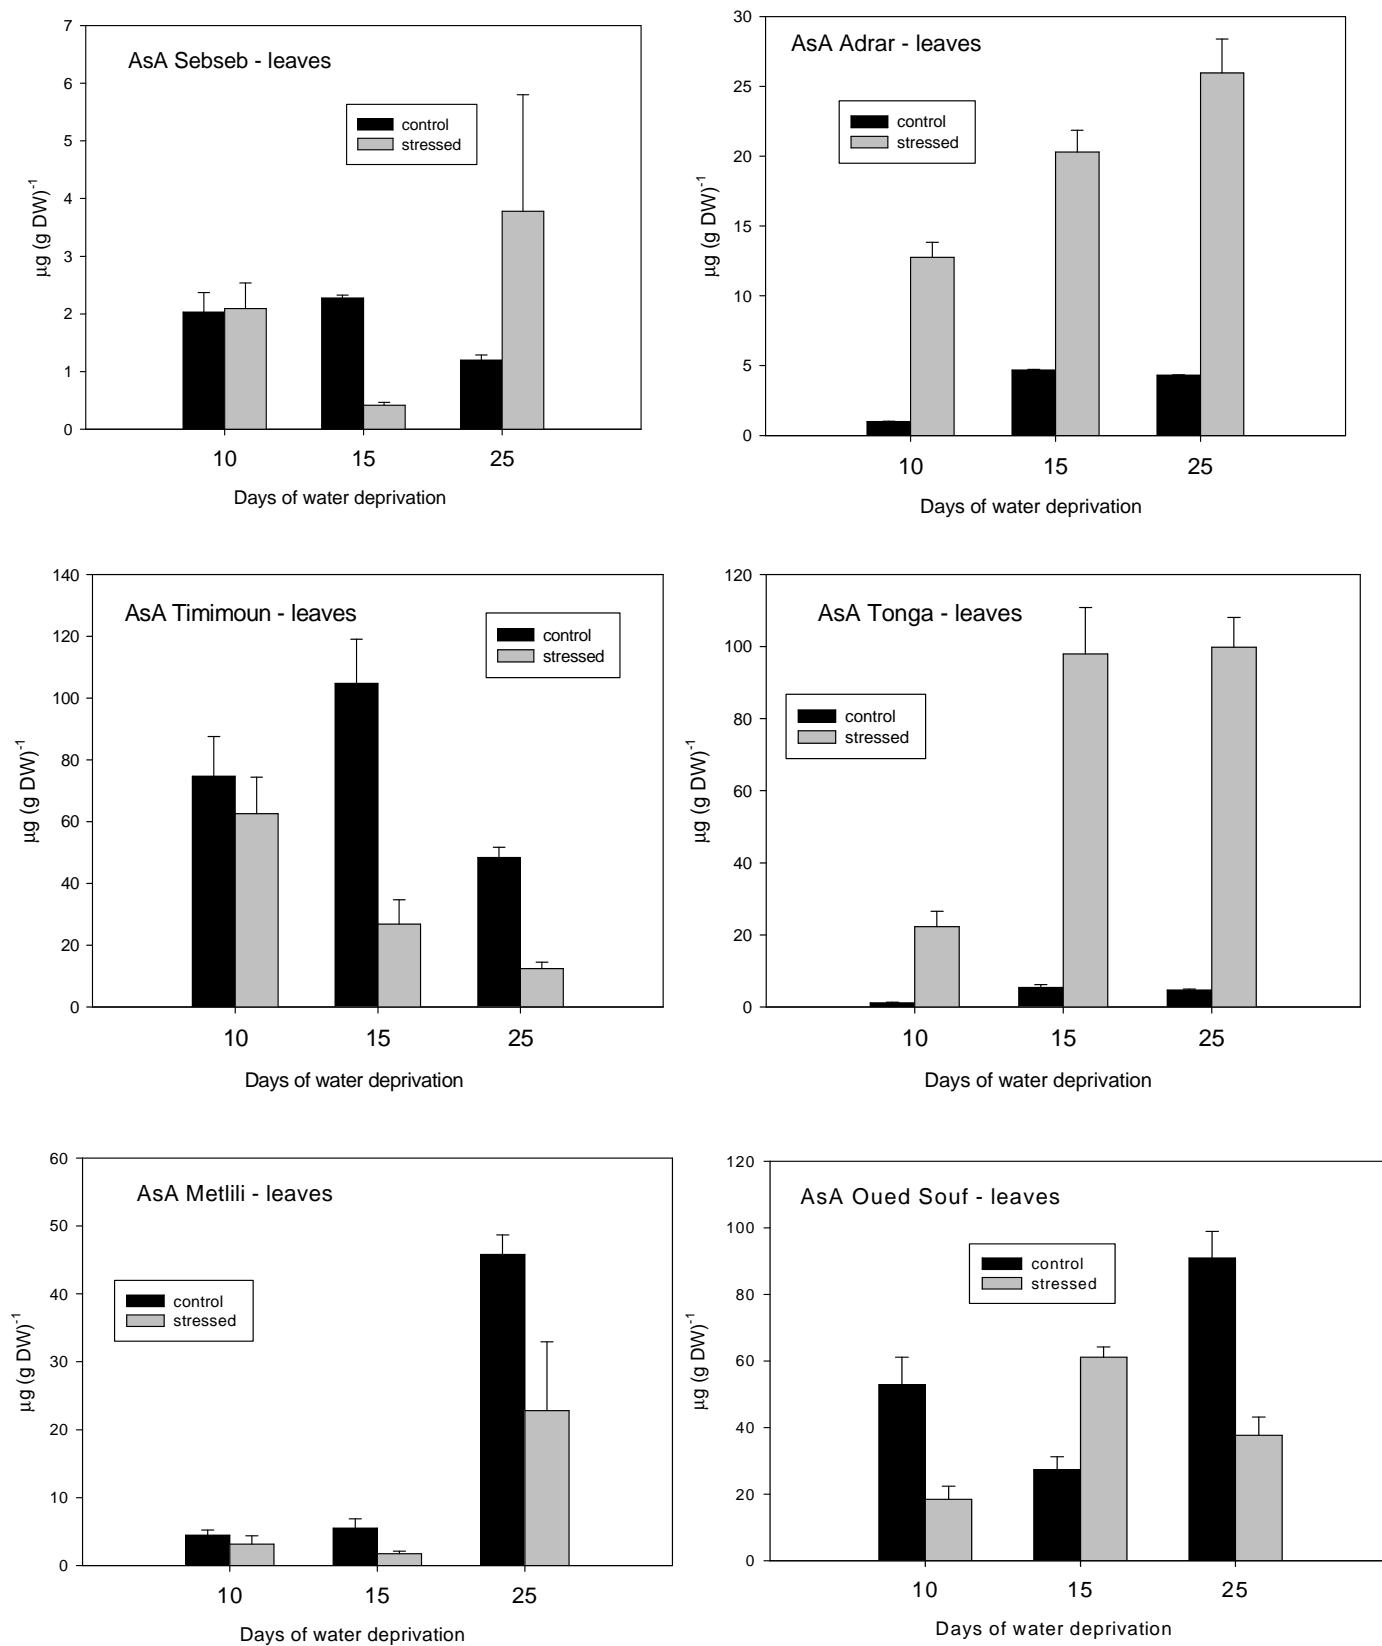 AsA Sebseb - leaves
control
stressed
µg (g DW)-1
7
6
5
4
3
2
1
0
10 15 25
Days of water deprivation
AsA Adrar - leaves
control
stressed
µg (g DW)-1
30
25
20
15
10
5
0
10 15 25
Days of water deprivation
AsA Timimoun - leaves
control
stressed
µg (g DW)-1
140
120
100
80
60
40
20
0
10 15 25
Days of water deprivation
AsA Tonga - leaves
control
stressed
µg (g DW)-1
120
100
80
60
40
20
0
10 15 25
Days of water deprivation
AsA Metlili - leaves
control
stressed
µg (g DW)-1
60
50
40
30
20
10
0
10 15 25
Days of water deprivation
AsA Oued Souf - leaves
control
stressed
µg (g DW)-1
120
100
80
60
40
20
0
10 15 25
Days of water deprivation